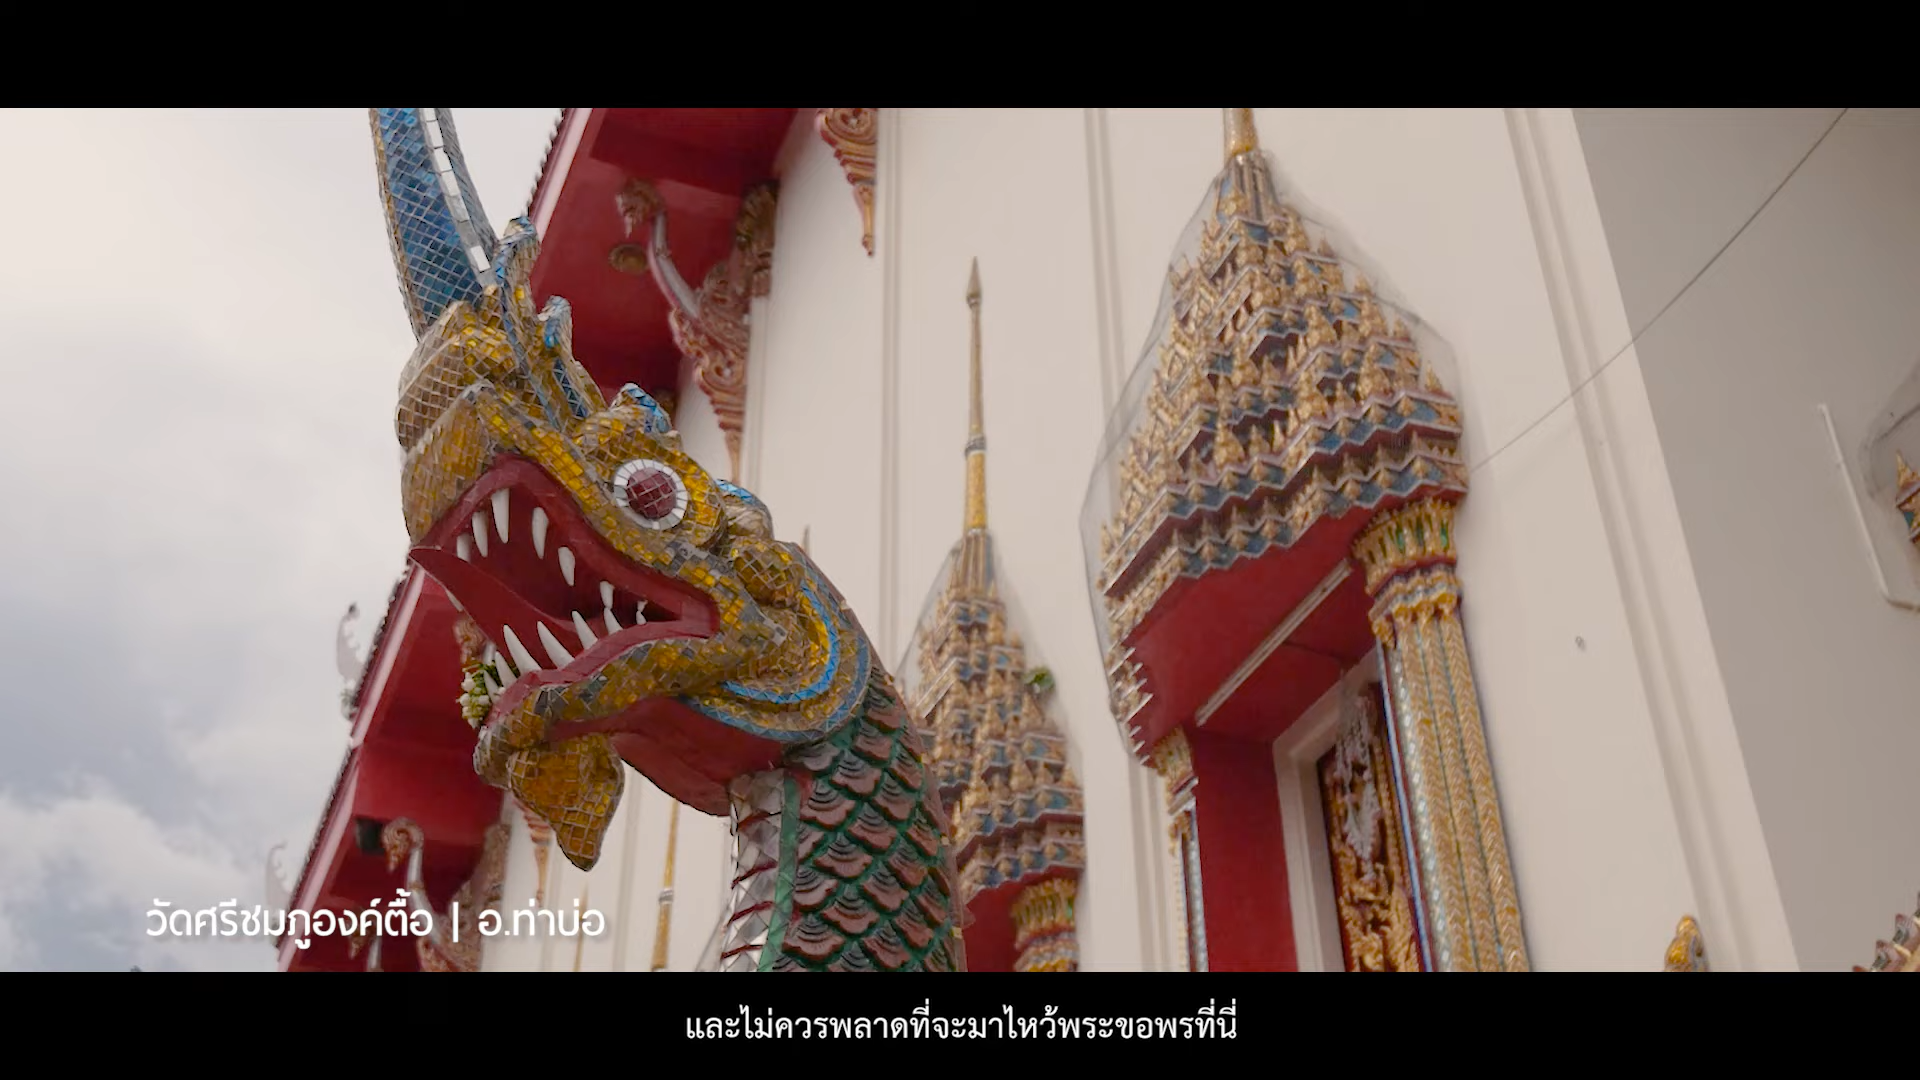 วัดศรีชมภูองค์ตื้อ | อ.ท่าบ่อ
และไม่ควรพลาดที่จะมาไหว้พระขอพรที่นี่